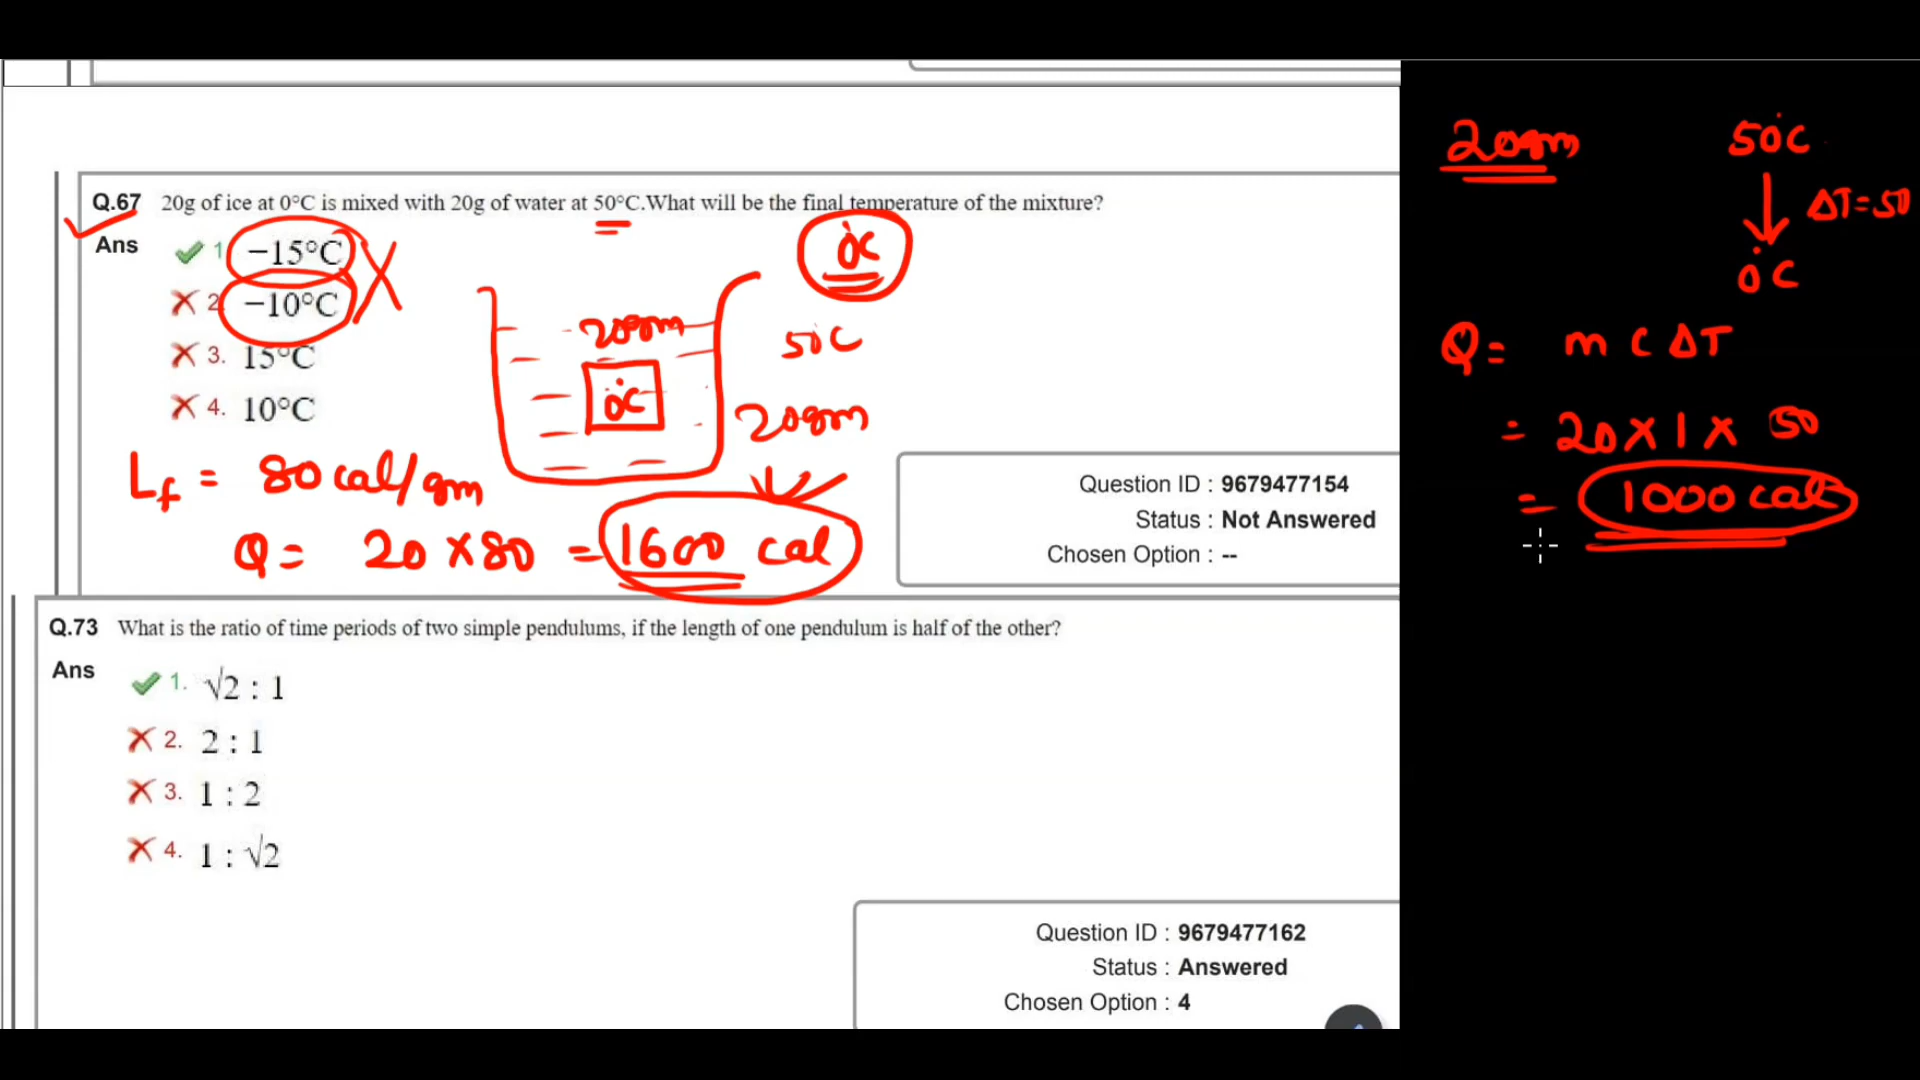 Q.67 20g of ice at 0°C is mixed with 20g of water at 50°C.What will be the final temperature of the mixture?
Ans
1 −15°C
2 −10°C
3. 15°C
4. 10°C
0°C
20gm
0°C
50°C
20gm
Lf = 80 cal/gm
Q = 20 × 80 = 1600 cal
Question ID : 9679477154
Status : Not Answered
Chosen Option : --
20gm
50°C
ΔT=50
0°C
Q = m C ΔT
= 20 × 1 × 50
= 1000 cal
Q.73 What is the ratio of time periods of two simple pendulums, if the length of one pendulum is half of the other?
Ans
1. √2 : 1
2. 2 : 1
3. 1 : 2
4. 1 : √2
Question ID : 9679477162
Status : Answered
Chosen Option : 4